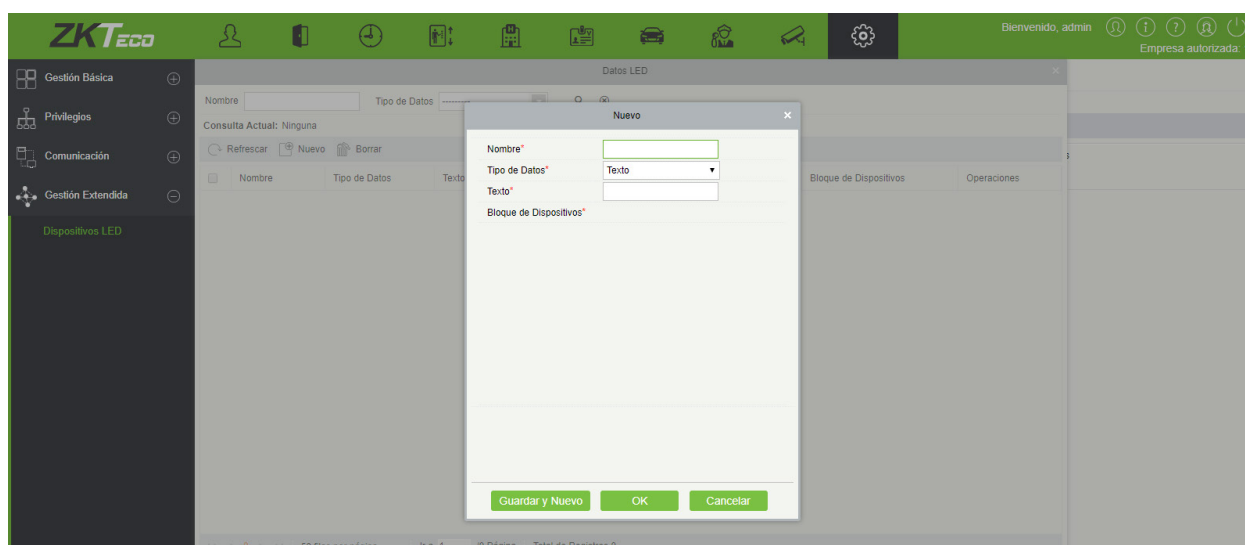 ZKTECO
Bienvenido, admin
Empresa autorizada:
Gestión Básica
Privilegios
Comunicación
Gestión Extendida
Dispositivos LED
Datos LED
Nombre Tipo de Datos ---------
Consulta Actual: Ninguna
Refrescar Nuevo Borrar
Nombre Tipo de Datos Texto Bloque de Dispositivos Operaciones
Nuevo
Nombre*
Tipo de Datos* Texto
Texto*
Bloque de Dispositivos*
Guardar y Nuevo OK Cancelar